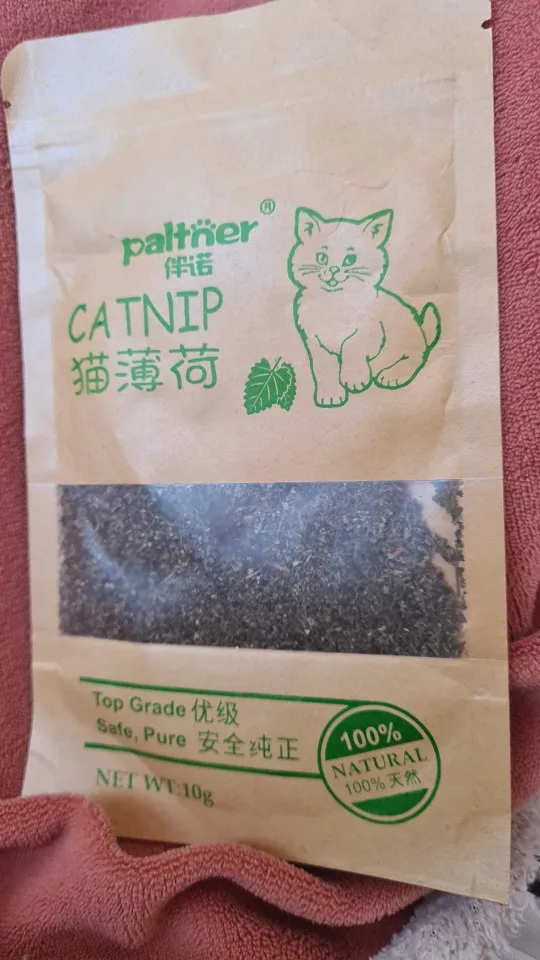 paltner®
伴诺
CATNIP
猫薄荷
Top Grade 优级
Safe, Pure 安全纯正
NET WT:10g
100%
NATURAL
100% 天然